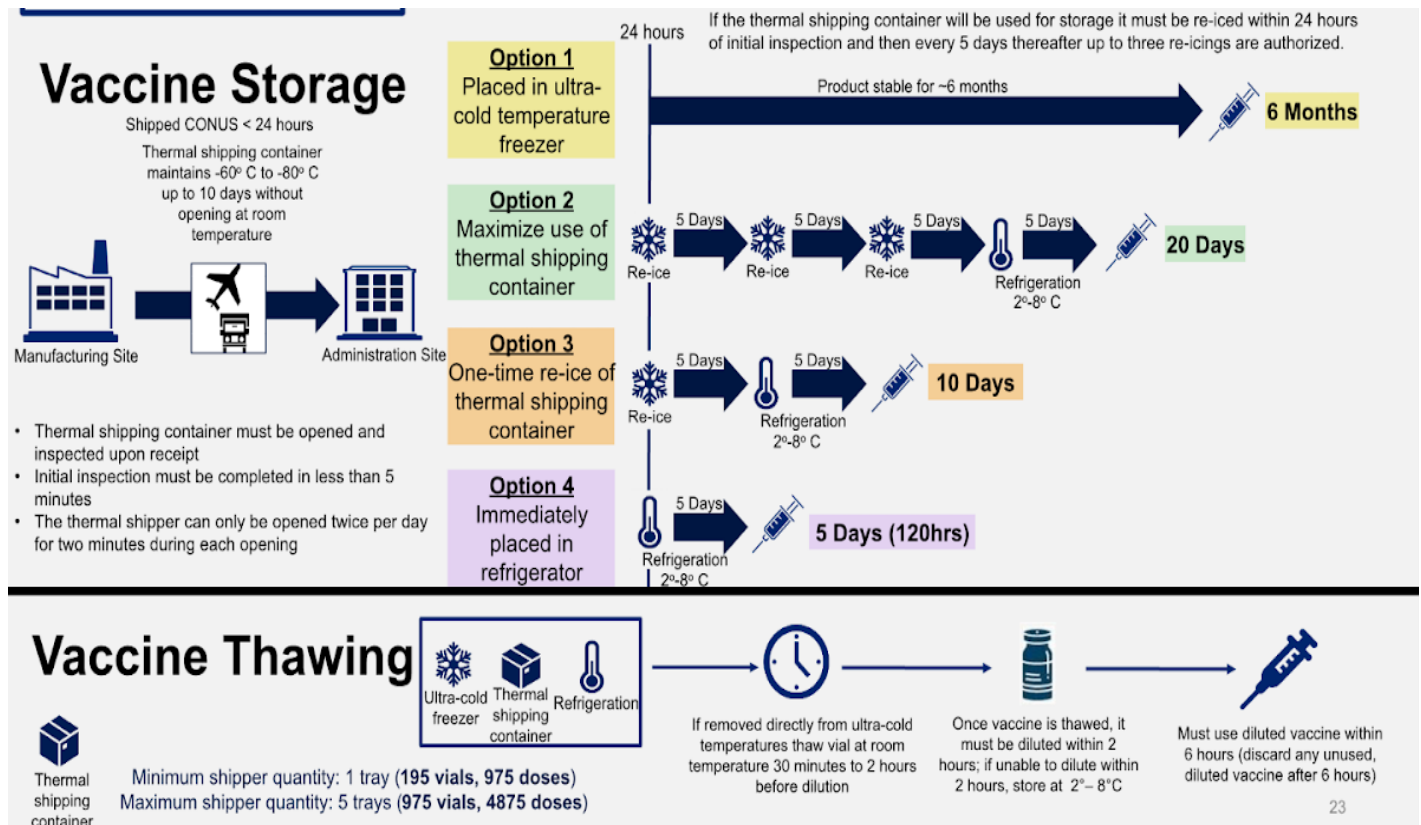 24 hours
If the thermal shipping container will be used for storage it must be re-iced within 24 hours
of initial inspection and then every 5 days thereafter up to three re-icings are authorized.
Vaccine Storage
Shipped CONUS < 24 hours
Thermal shipping container
maintains -60º C to -80º C
up to 10 days without
opening at room
temperature
Manufacturing Site
Administration Site
• Thermal shipping container must be opened and
inspected upon receipt
• Initial inspection must be completed in less than 5
minutes
• The thermal shipper can only be opened twice per day
for two minutes during each opening
Option 1
Placed in ultra-
cold temperature
freezer
Product stable for ~6 months
6 Months
Option 2
Maximize use of
thermal shipping
container
Re-ice
5 Days
Re-ice
5 Days
Re-ice
5 Days
Refrigeration
2º-8º C
5 Days
20 Days
Option 3
One-time re-ice of
thermal shipping
container
Re-ice
5 Days
Refrigeration
2º-8º C
5 Days
10 Days
Option 4
Immediately
placed in
refrigerator
Refrigeration
2º-8º C
5 Days
5 Days (120hrs)
Vaccine Thawing
Ultra-cold
freezer
Thermal
shipping
container
Refrigeration
If removed directly from ultra-cold
temperatures thaw vial at room
temperature 30 minutes to 2 hours
before dilution
Once vaccine is thawed, it
must be diluted within 2
hours; if unable to dilute within
2 hours, store at 2°– 8°C
Must use diluted vaccine within
6 hours (discard any unused,
diluted vaccine after 6 hours)
Thermal
shipping
container
Minimum shipper quantity: 1 tray (195 vials, 975 doses)
Maximum shipper quantity: 5 trays (975 vials, 4875 doses)
23